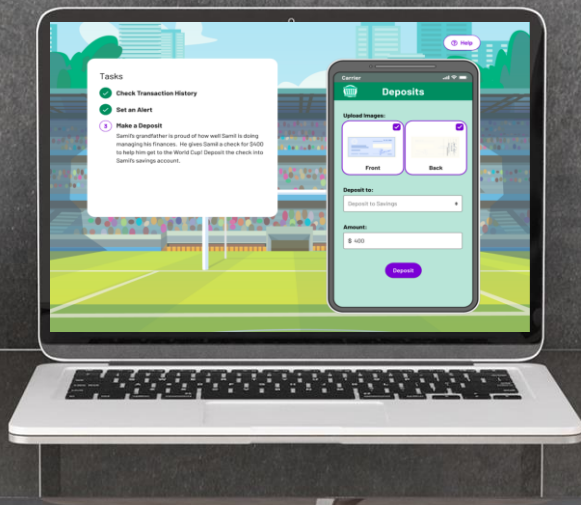 Help
Tasks
Check Transaction History
Set an Alert
3 Make a Deposit
Samil's grandfather is proud of how well Samil is doing
managing his finances. He gives Samil a check for $400
to help him get to the World Cup! Deposit the check into
Samil's savings account.
Carrier
Deposits
Upload Images:
Front
Back
Deposit to:
Deposit to Savings
Amount:
$ 400
Deposit